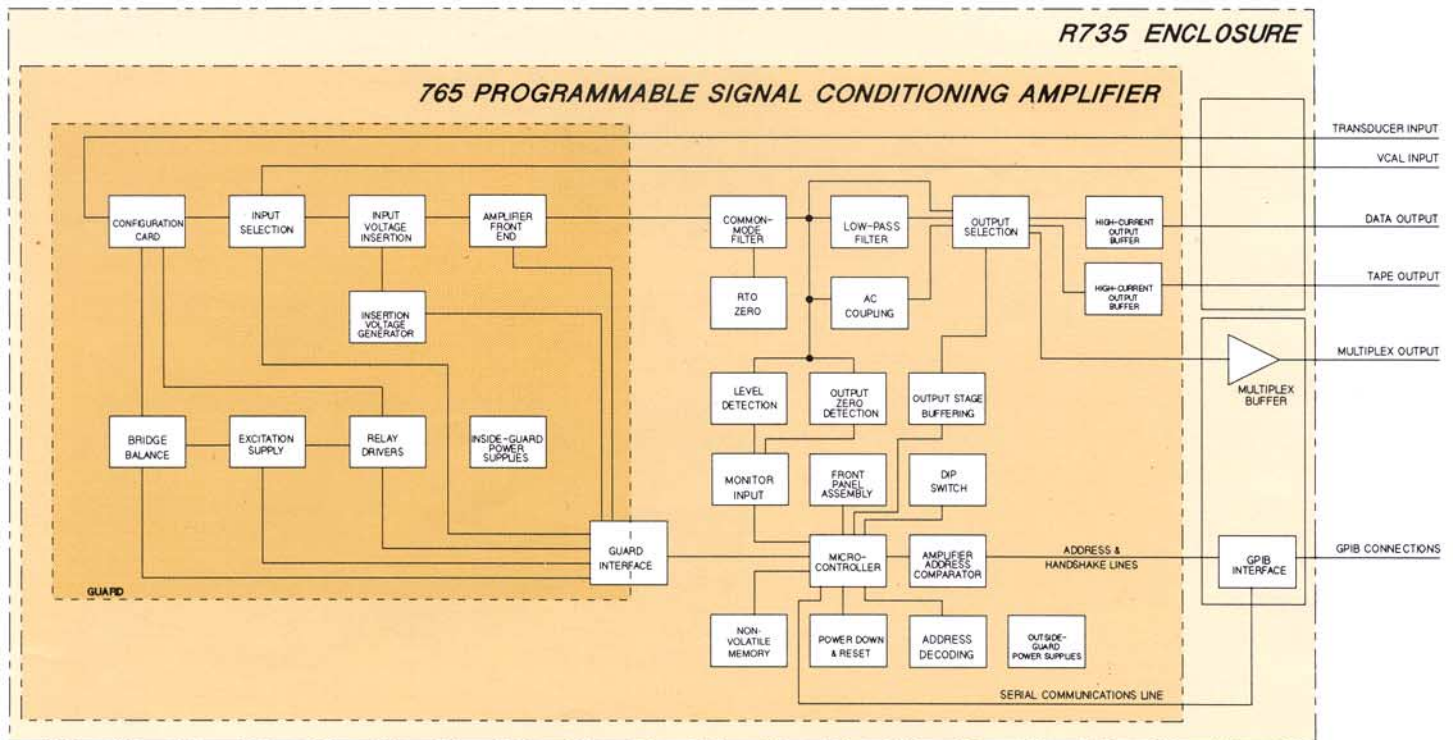 R735 ENCLOSURE
765 PROGRAMMABLE SIGNAL CONDITIONING AMPLIFIER
TRANSDUCER INPUT
VCAL INPUT
CONFIGURATION
CARD
INPUT
SELECTION
INPUT
VOLTAGE
INSERTION
AMPLIFIER
FRONT
END
COMMON-
MODE
FILTER
LOW-PASS
FILTER
OUTPUT
SELECTION
HIGH-CURRENT
OUTPUT
BUFFER
DATA OUTPUT
INSERTION
VOLTAGE
GENERATOR
RTO
ZERO
AC
COUPLING
HIGH-CURRENT
OUTPUT
BUFFER
TAPE OUTPUT
MULTIPLEX OUTPUT
MULTIPLEX
BUFFER
LEVEL
DETECTION
OUTPUT
ZERO
DETECTION
OUTPUT STAGE
BUFFERING
BRIDGE
BALANCE
EXCITATION
SUPPLY
RELAY
DRIVERS
INSIDE-GUARD
POWER
SUPPLIES
MONITOR
INPUT
FRONT
PANEL
ASSEMBLY
DIP
SWITCH
GUARD
INTERFACE
MICRO-
CONTROLLER
AMPLIFIER
ADDRESS
COMPARATOR
ADDRESS &
HANDSHAKE LINES
GPIB
INTERFACE
GPIB CONNECTIONS
GUARD
NON-
VOLATILE
MEMORY
POWER DOWN
& RESET
ADDRESS
DECODING
OUTSIDE-
GUARD
POWER SUPPLIES
SERIAL COMMUNICATIONS LINE